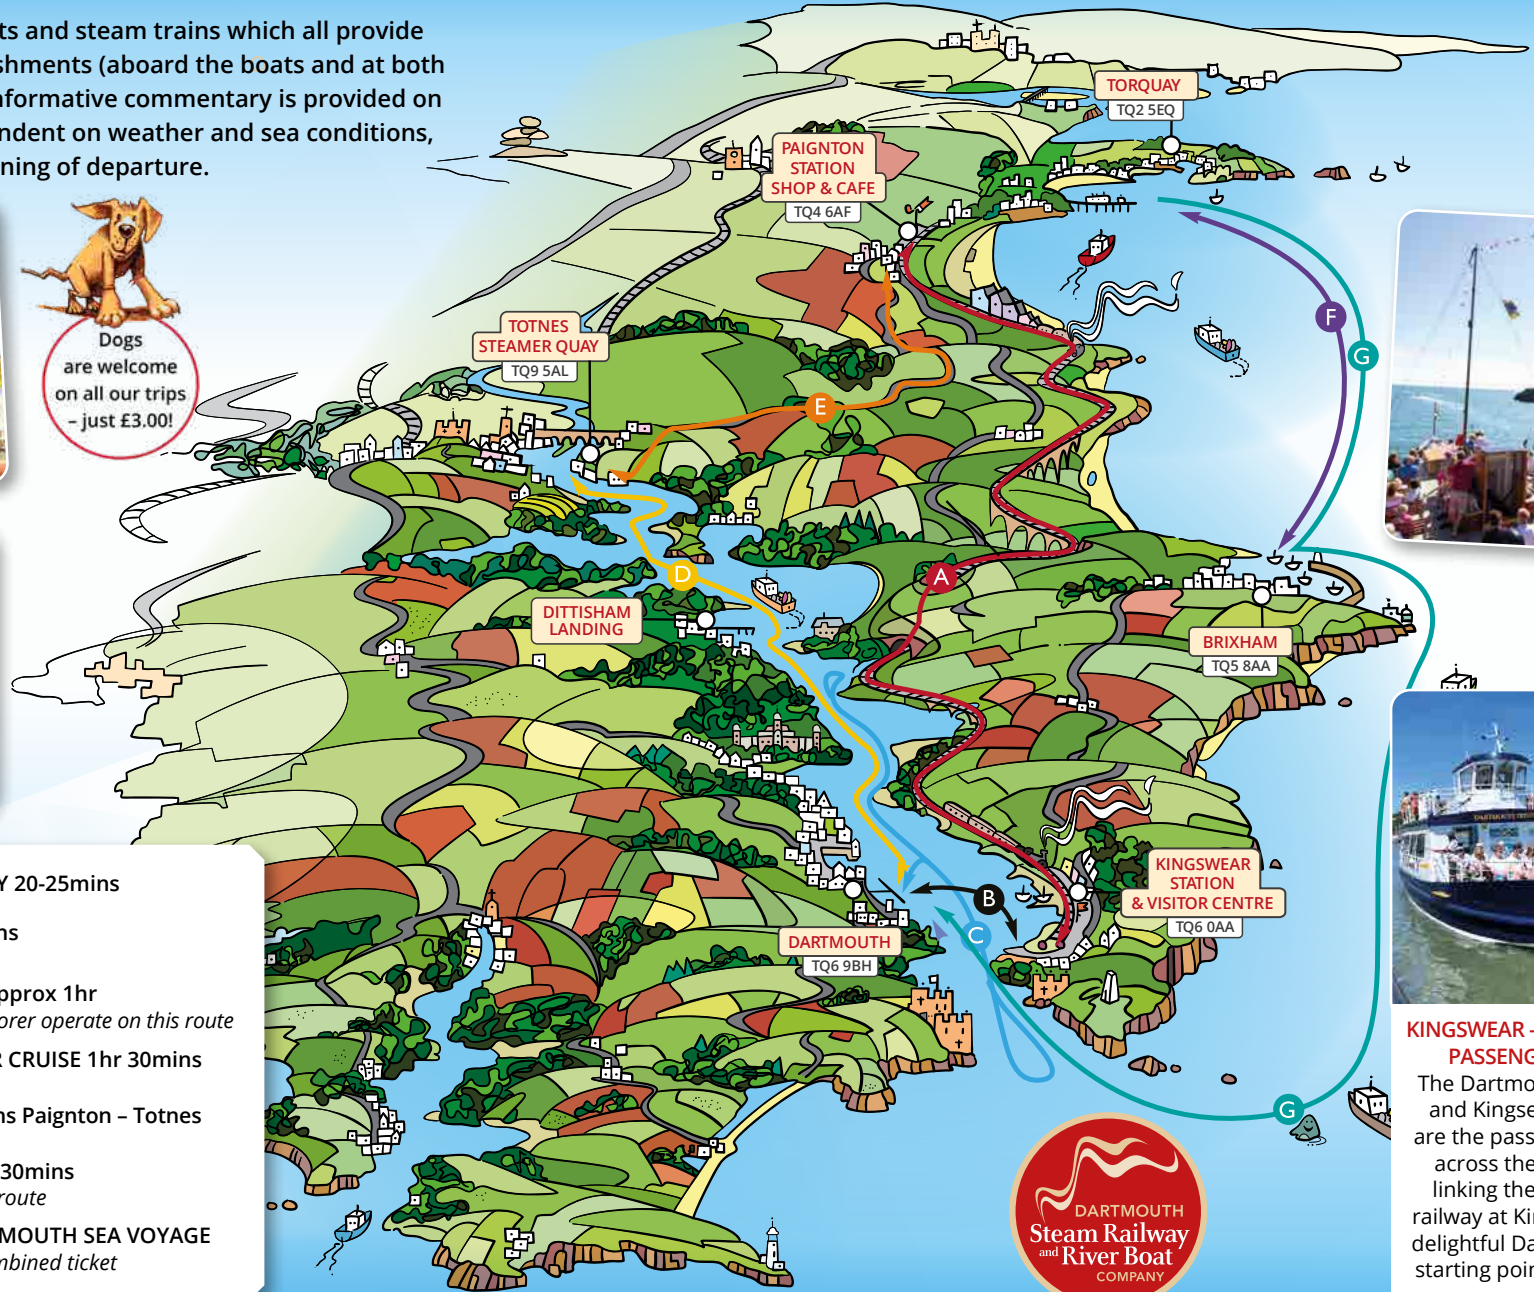 ts and steam trains which all provide
shments (aboard the boats and at both
nformative commentary is provided on
ndent on weather and sea conditions,
ning of departure.
Dogs
are welcome
on all our trips
– just £3.00!
TORQUAY
TQ2 5EQ
PAIGNTON
STATION
SHOP & CAFE
TQ4 6AF
TOTNES
STEAMER QUAY
TQ9 5AL
F
G
E
D
A
DITTISHAM
LANDING
BRIXHAM
TQ5 8AA
KINGSWEAR
STATION
& VISITOR CENTRE
TQ6 0AA
B
C
DARTMOUTH
TQ6 9BH
G
Y 20-25mins
ns
pprox 1hr
orer operate on this route
R CRUISE 1hr 30mins
ns Paignton – Totnes
30mins
route
MOUTH SEA VOYAGE
mbined ticket
DARTMOUTH
Steam Railway
and River Boat
COMPANY
KINGSWEAR -
PASSENG
The Dartmo
and Kingse
are the pass
across the
linking the
railway at Kin
delightful Da
starting poin